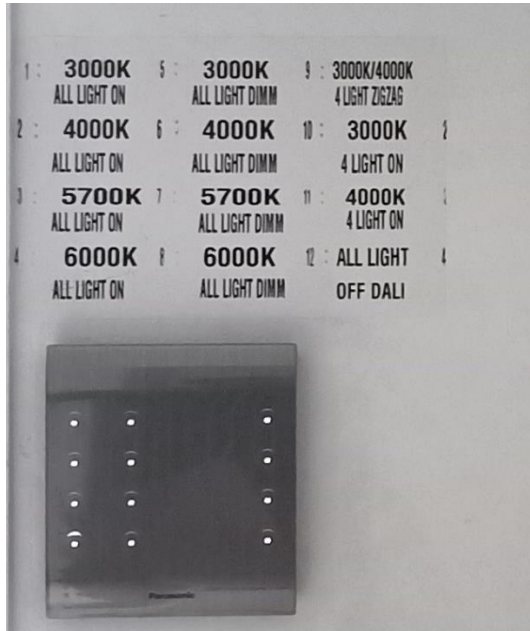 1 : 3000K
ALL LIGHT ON
2 : 4000K
ALL LIGHT ON
3 : 5700K
ALL LIGHT ON
4 : 6000K
ALL LIGHT ON
5 : 3000K
ALL LIGHT DIMM
6 : 4000K
ALL LIGHT DIMM
7 : 5700K
ALL LIGHT DIMM
8 : 6000K
ALL LIGHT DIMM
9 : 3000K/4000K
4 LIGHT ZIGZAG
10 : 3000K
4 LIGHT ON
11 : 4000K
4 LIGHT ON
12 : ALL LIGHT
OFF DALI
Panasonic